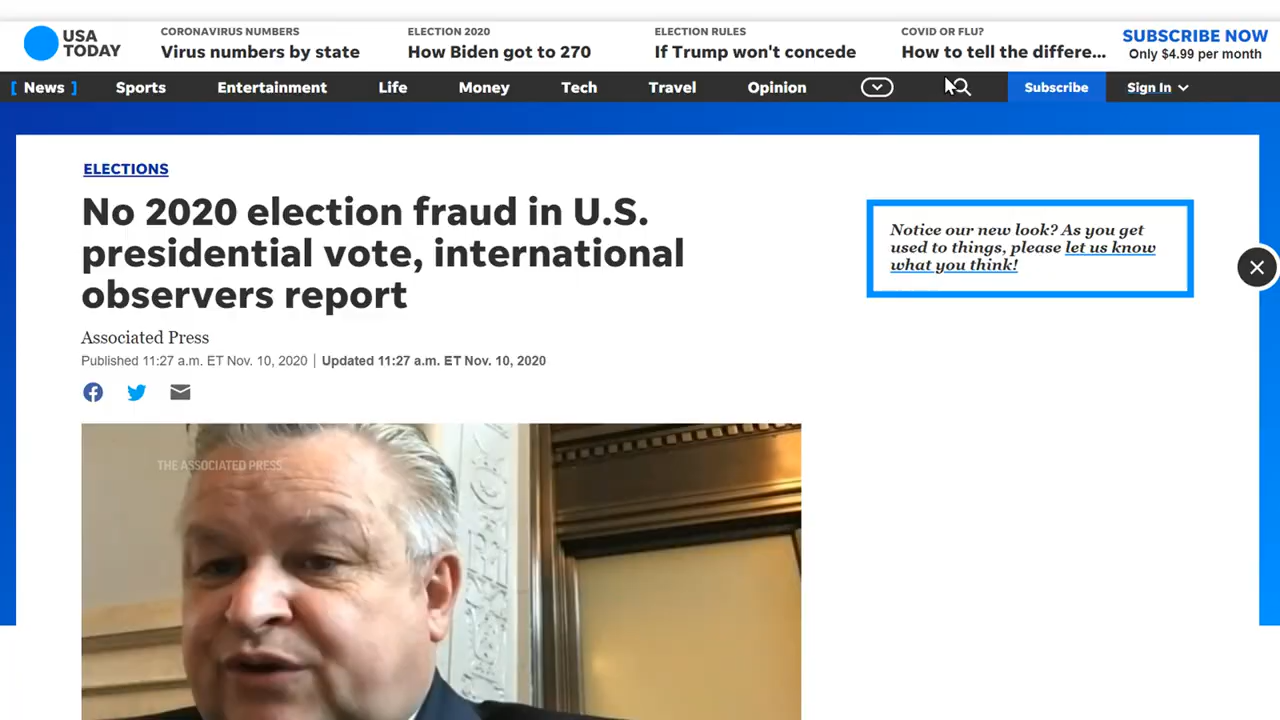 USA
TODAY
CORONAVIRUS NUMBERS
Virus numbers by state
ELECTION 2020
How Biden got to 270
ELECTION RULES
If Trump won't concede
COVID OR FLU?
How to tell the differe...
SUBSCRIBE NOW
Only $4.99 per month
[ News ]
Sports
Entertainment
Life
Money
Tech
Travel
Opinion
Subscribe
Sign In
ELECTIONS
No 2020 election fraud in U.S.
presidential vote, international
observers report
Associated Press
Published 11:27 a.m. ET Nov. 10, 2020 | Updated 11:27 a.m. ET Nov. 10, 2020
Notice our new look? As you get
used to things, please let us know
what you think!
THE ASSOCIATED PRESS